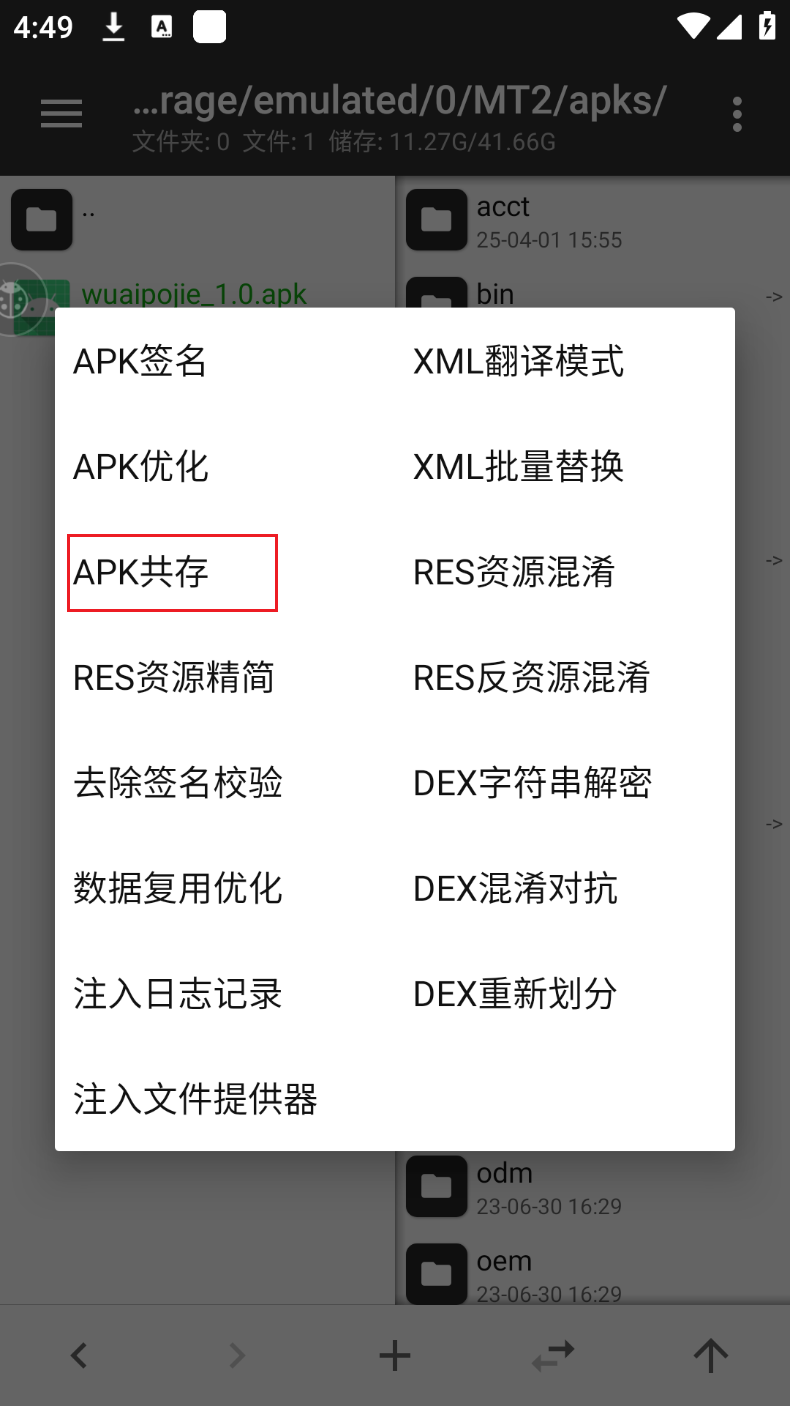 4:49
A
...rage/emulated/0/MT2/apks/
文件夹: 0 文件: 1 储存: 11.27G/41.66G
..
acct
25-04-01 15:55
wuaipojie_1.0.apk
bin
->
APK签名
XML翻译模式
APK优化
XML批量替换
APK共存
RES资源混淆
->
RES资源精简
RES反资源混淆
去除签名校验
DEX字符串解密
->
数据复用优化
DEX混淆对抗
注入日志记录
DEX重新划分
注入文件提供器
odm
23-06-30 16:29
oem
23-06-30 16:29